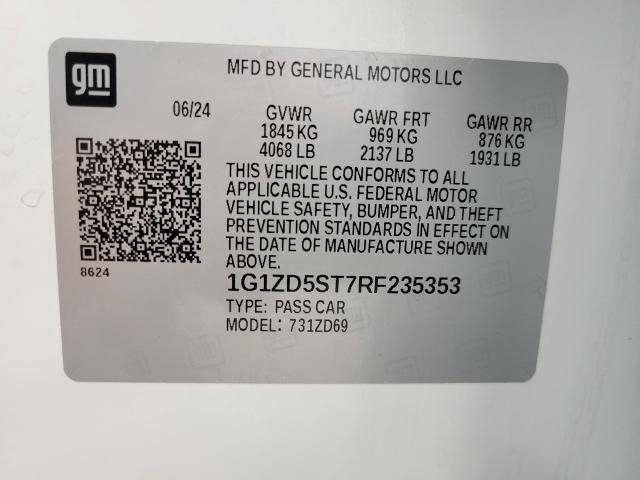 gm
MFD BY GENERAL MOTORS LLC
06/24 GVWR GAWR FRT GAWR RR
1845 KG 969 KG 876 KG
4068 LB 2137 LB 1931 LB
THIS VEHICLE CONFORMS TO ALL
APPLICABLE U.S. FEDERAL MOTOR
VEHICLE SAFETY, BUMPER, AND THEFT
PREVENTION STANDARDS IN EFFECT ON
THE DATE OF MANUFACTURE SHOWN
ABOVE.
8624
1G1ZD5ST7RF235353
TYPE: PASS CAR
MODEL: 731ZD69